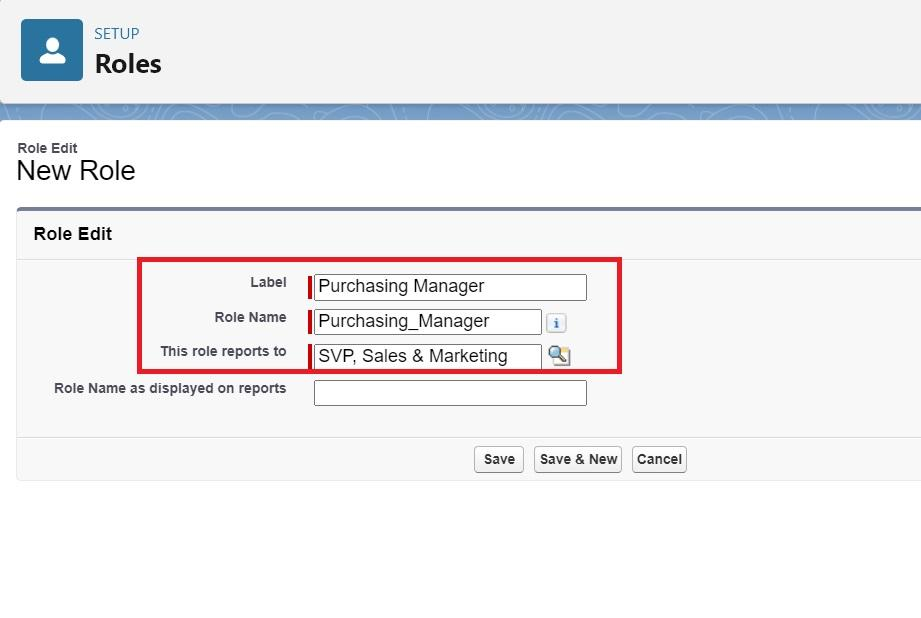 SETUP
Roles
Role Edit
New Role
Role Edit
Label Purchasing Manager
Role Name Purchasing_Manager i
This role reports to SVP, Sales & Marketing
Role Name as displayed on reports
Save Save & New Cancel